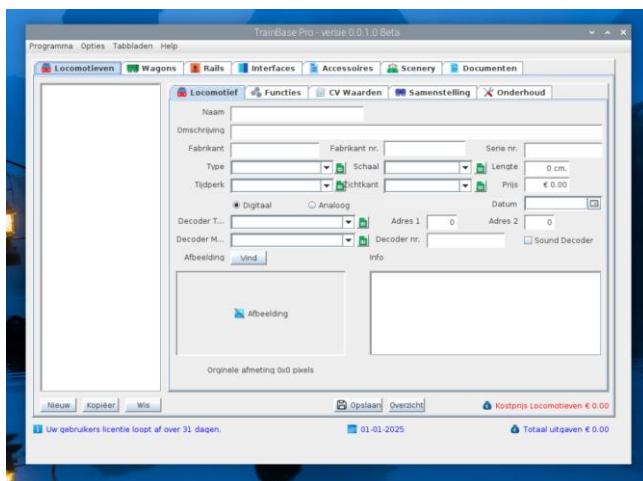 TrainBase Pro - versie 0.0.1.0 Beta
Programma Opties Tabbladen Help
Locomotieven Wagons Rails Interfaces Accessoires Scenery Documenten
Locomotief Functies CV Waarden Samenstelling Onderhoud
Naam
Omschrijving
Fabrikant Fabrikant nr. Serie nr.
Type Schaal Lengte 0 cm.
Tijdperk Zichtkant Prijs € 0.00
Digitaal Analoog Datum
Decoder T... Adres 1 0 Adres 2 0
Decoder M... Decoder nr. Sound Decoder
Afbeelding Vind Info
Afbeelding
Orginele afmeting 0x0 pixels
Nieuw Kopiëer Wis Opslaan Overzicht Kostprijs Locomotieven € 0.00
Uw gebruikers licentie loopt af over 31 dagen. 01-01-2025 Totaal uitgaven € 0.00